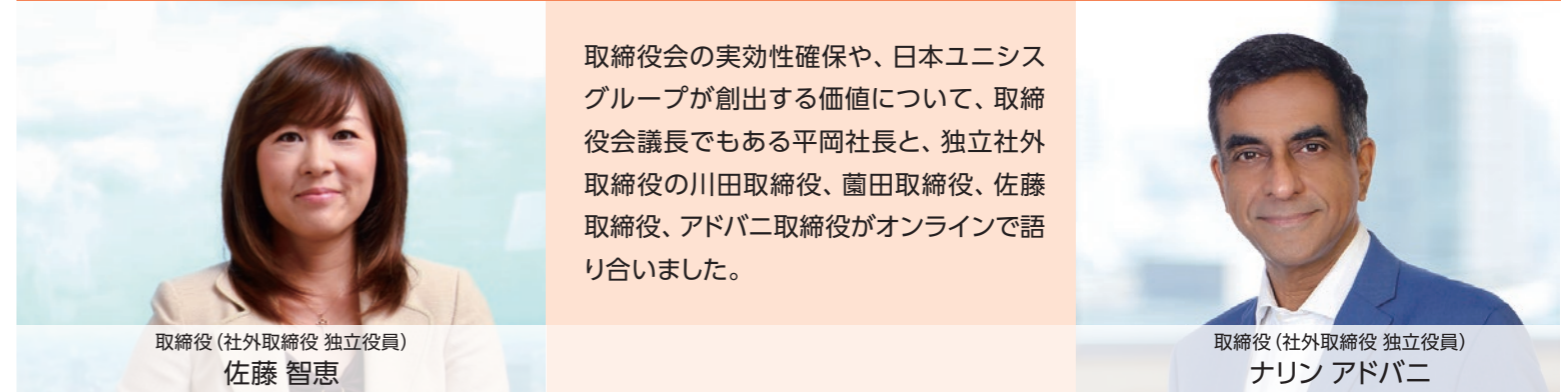 取締役会の実効性確保や、日本ユニシス
グループが創出する価値について、取締
役会議長でもある平岡社長と、独立社外
取締役の川田取締役、薗田取締役、佐藤
取締役、アドバニ取締役がオンラインで語
り合いました。
取締役(社外取締役 独立役員)
佐藤 智恵
取締役(社外取締役 独立役員)
ナリン アドバニ